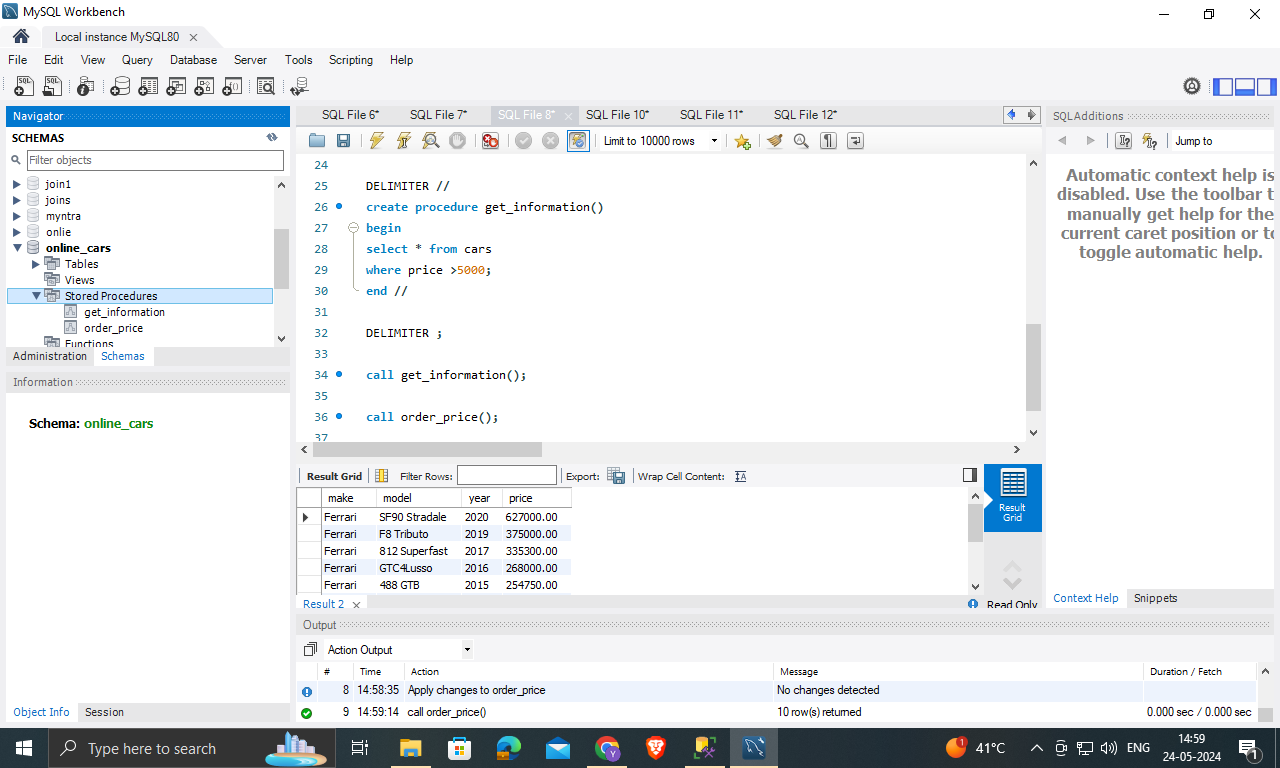 MySQL Workbench
Local instance MySQL80
File Edit View Query Database Server Tools Scripting Help
Navigator
SCHEMAS
Filter objects
join1
joins
myntra
onlie
online_cars
Tables
Views
Stored Procedures
get_information
order_price
Functions
Administration Schemas
Information
Schema: online_cars
Object Info Session
SQL File 6* SQL File 7* SQL File 8* SQL File 10* SQL File 11* SQL File 12*
Limit to 10000 rows
24
25 DELIMITER //
26 create procedure get_information()
27 begin
28 select * from cars
29 where price >5000;
30 end //
31
32 DELIMITER ;
33
34 call get_information();
35
36 call order_price();
37
Result Grid Filter Rows: Export: Wrap Cell Content:
make model year price
Ferrari SF90 Stradale 2020 627000.00
Ferrari F8 Tributo 2019 375000.00
Ferrari 812 Superfast 2017 335300.00
Ferrari GTC4Lusso 2016 268000.00
Ferrari 488 GTB 2015 254750.00
Result Grid
Result 2 Read Only
SQLAdditions
Jump to
Automatic context help is
disabled. Use the toolbar t
manually get help for the
current caret position or to
toggle automatic help.
Context Help Snippets
Output
Action Output
# Time Action Message Duration / Fetch
8 14:58:35 Apply changes to order_price No changes detected
9 14:59:14 call order_price() 10 row(s) returned 0.000 sec / 0.000 sec
Type here to search
1 41°C ENG 14:59
24-05-2024 1